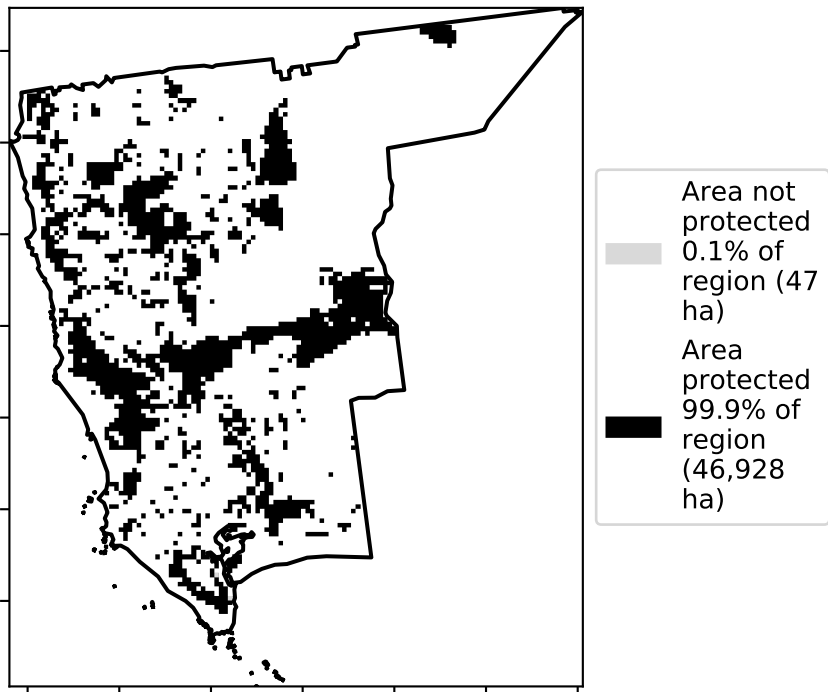 Area not
protected
0.1% of
region (47
ha)
Area
protected
99.9% of
region
(46,928
ha)